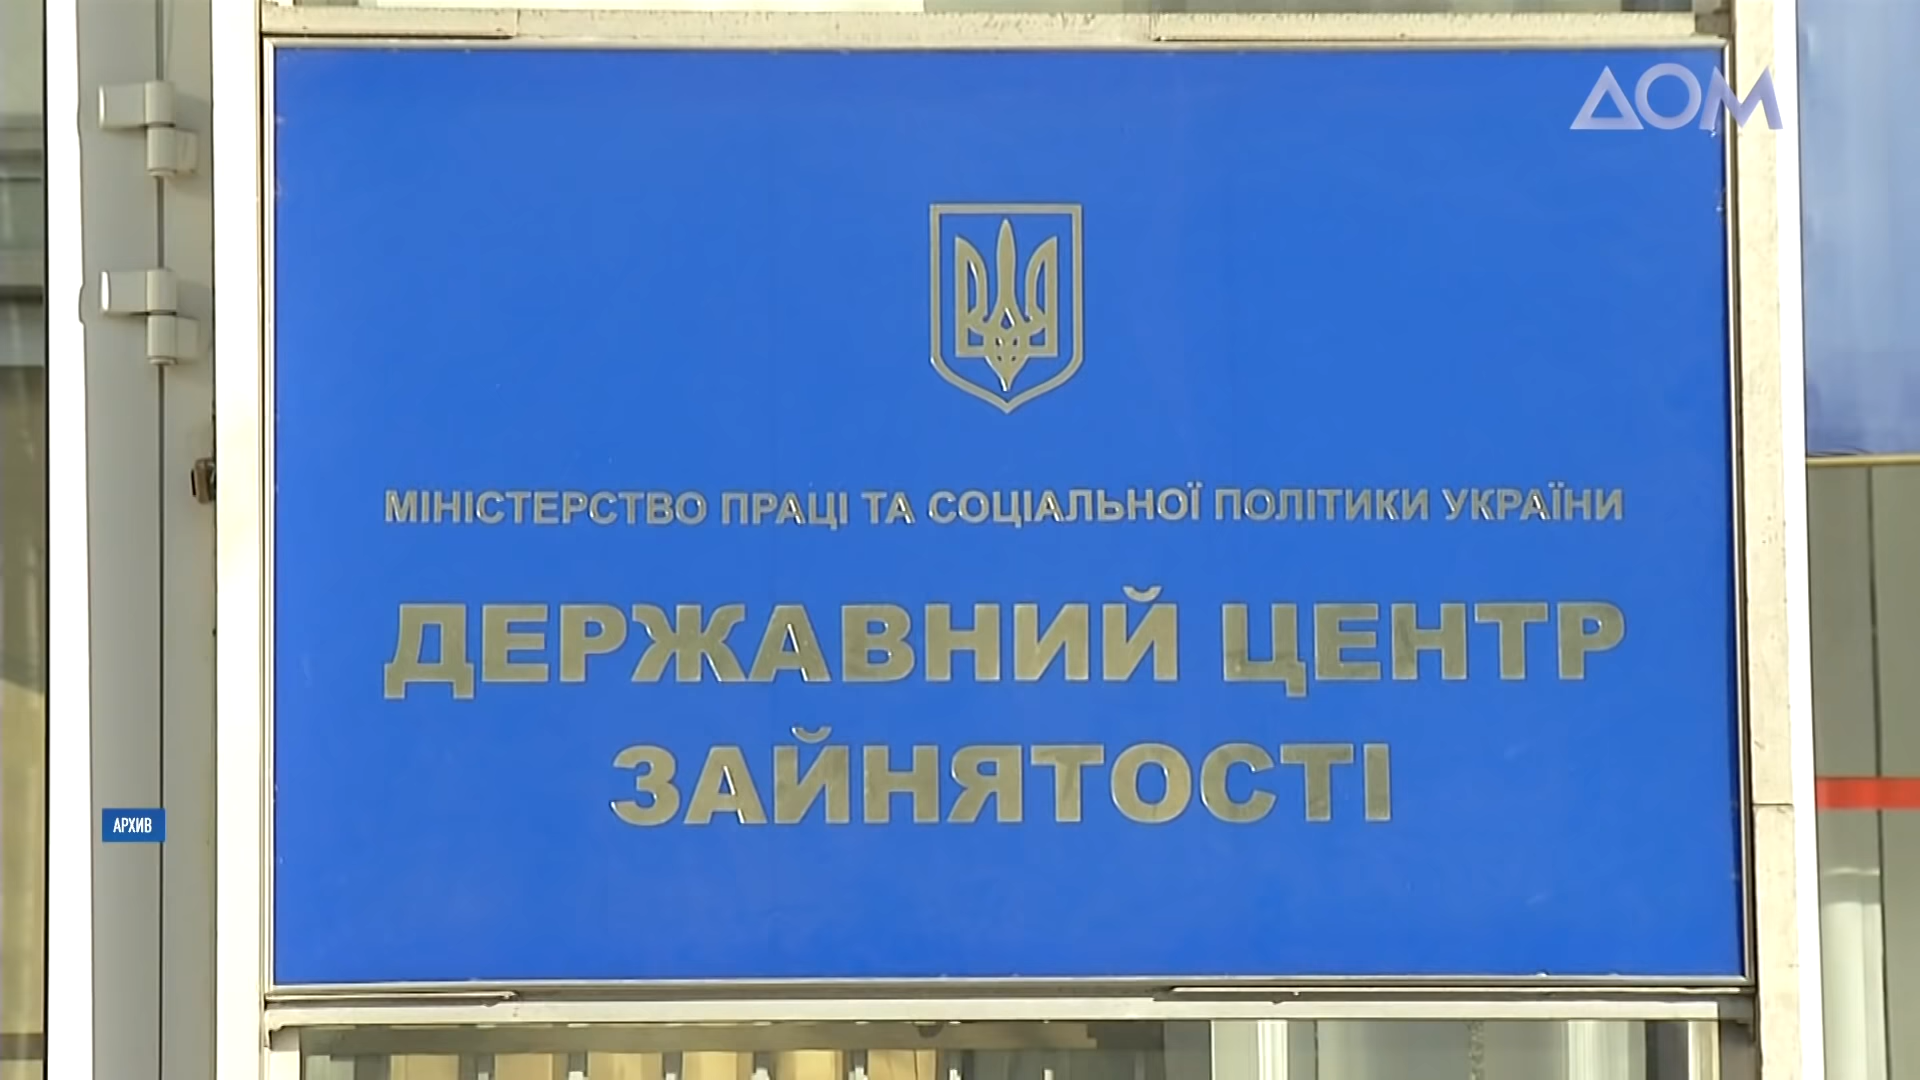 ДОМ
МІНІСТЕРСТВО ПРАЦІ ТА СОЦІАЛЬНОЇ ПОЛІТИКИ УКРАЇНИ
ДЕРЖАВНИЙ ЦЕНТР
ЗАЙНЯТОСТІ
АРХИВ